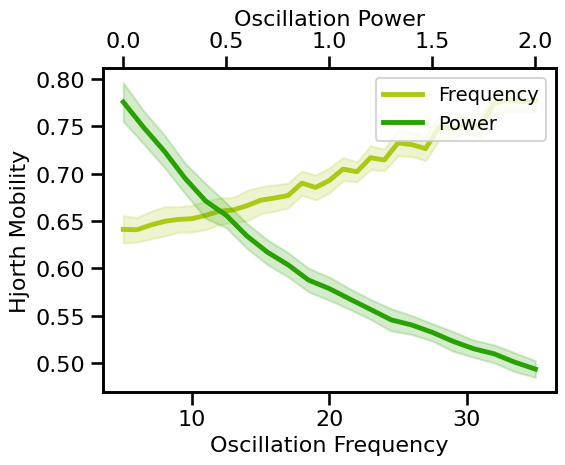 Oscillation Power
0.0 0.5 1.0 1.5 2.0
Frequency
Power
0.80
0.75
0.70
0.65
0.60
0.55
0.50
Hjorth Mobility
10 20 30
Oscillation Frequency